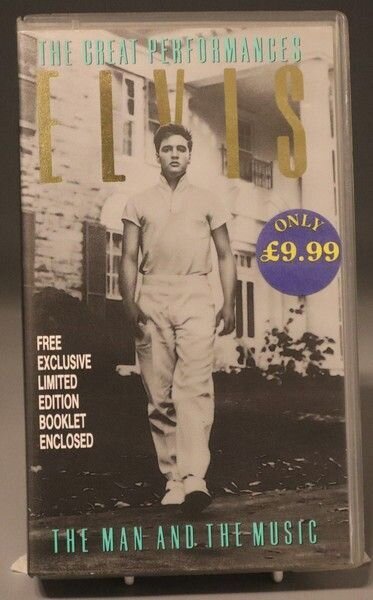 THE GREAT PERFORMANCES
ELVIS
ONLY
£9.99
FREE
EXCLUSIVE
LIMITED
EDITION
BOOKLET
ENCLOSED
THE MAN AND THE MUSIC